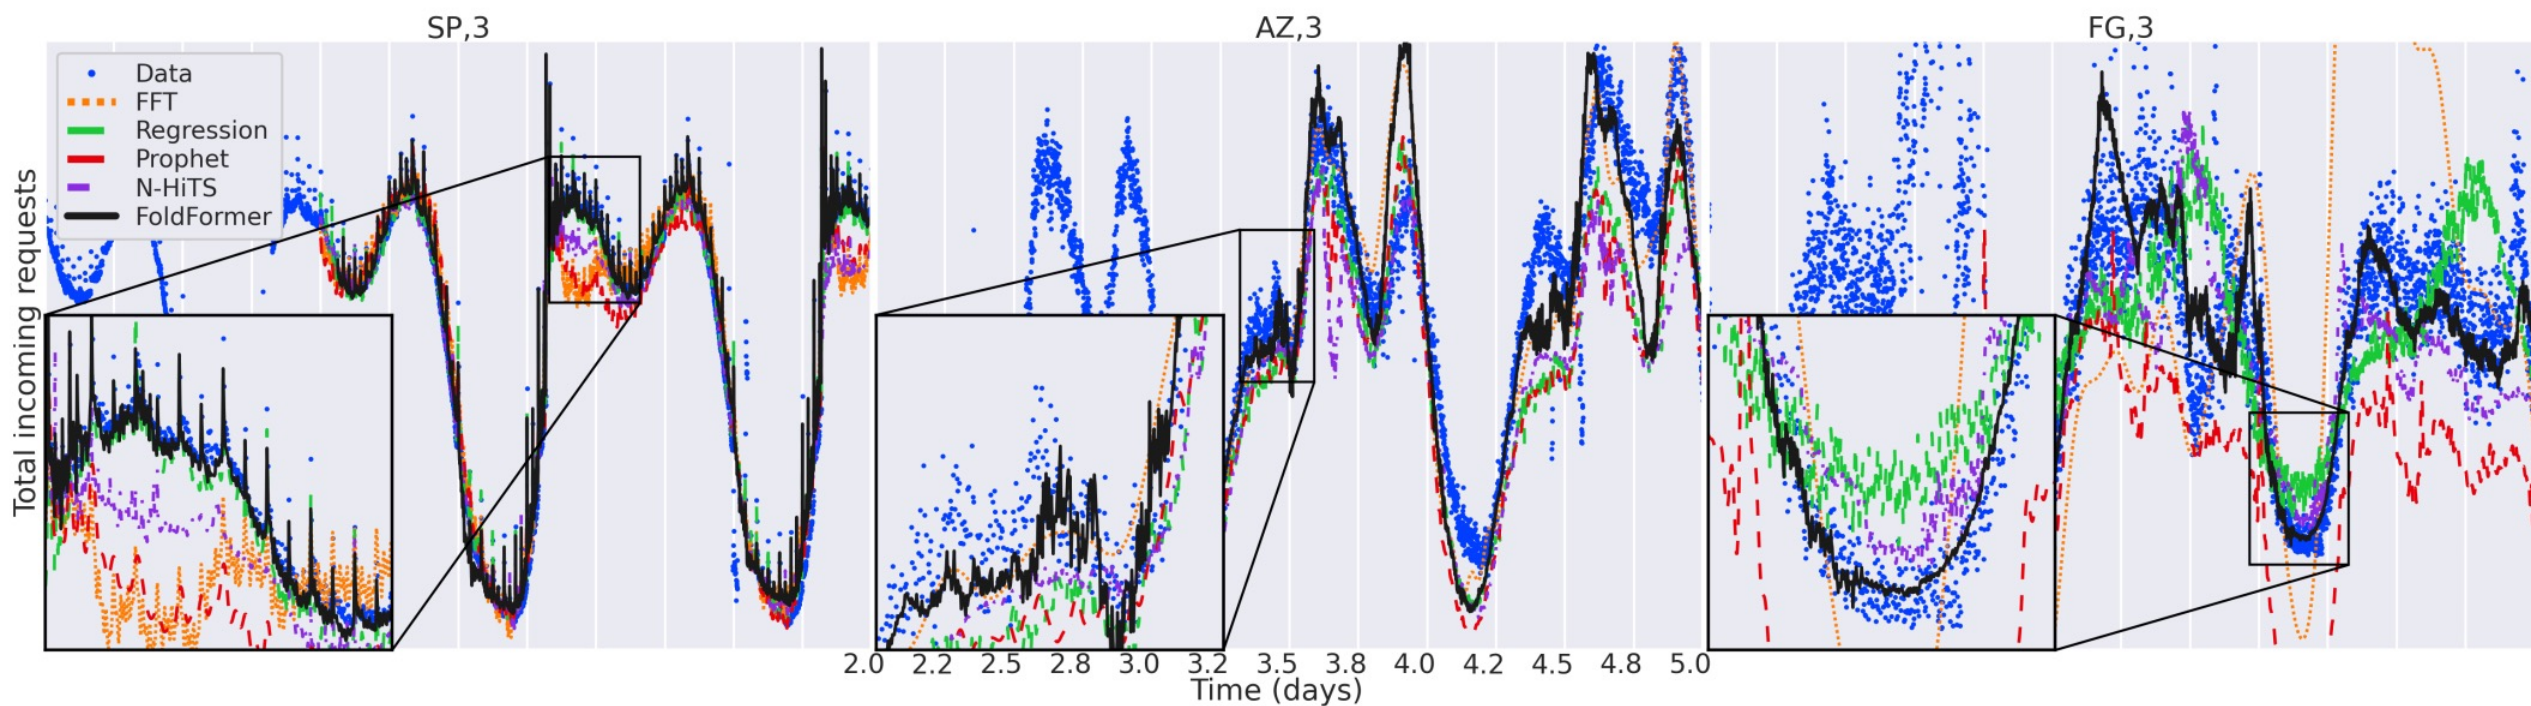 SP,3
AZ,3
FG,3
Data
FFT
Regression
Prophet
N-HiTS
FoldFormer
Total incoming requests
2.0 2.2 2.5 2.8 3.0 3.2 3.5 3.8 4.0 4.2 4.5 4.8 5.0
Time (days)